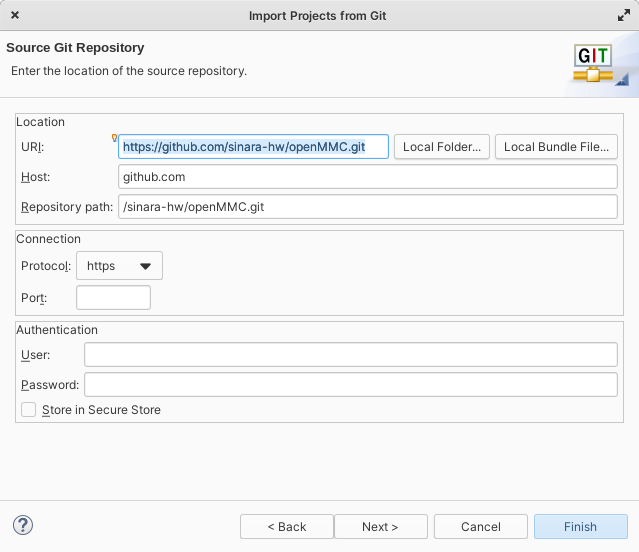 Import Projects from Git
Source Git Repository
Enter the location of the source repository.
GIT
Location
URI: https://github.com/sinara-hw/openMMC.git Local Folder... Local Bundle File...
Host: github.com
Repository path: /sinara-hw/openMMC.git
Connection
Protocol: https
Port:
Authentication
User:
Password:
Store in Secure Store
? < Back Next > Cancel Finish